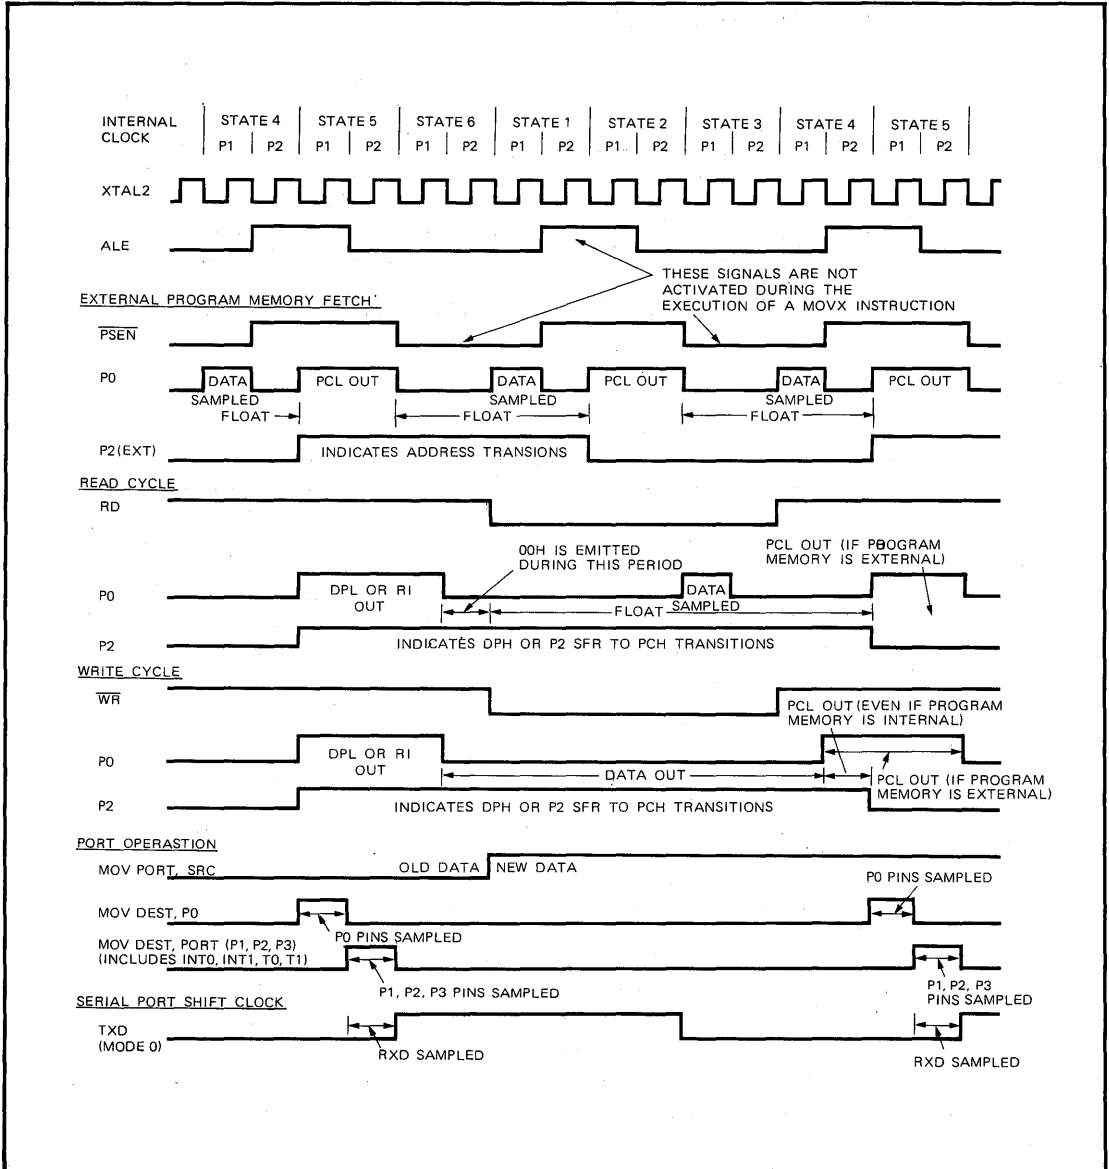 INTERNAL CLOCK
STATE 4 STATE 5 STATE 6 STATE 1 STATE 2 STATE 3 STATE 4 STATE 5
P1 P2 P1 P2 P1 P2 P1 P2 P1 P2 P1 P2 P1 P2 P1 P2
XTAL2
ALE
THESE SIGNALS ARE NOT
ACTIVATED DURING THE
EXECUTION OF A MOVX INSTRUCTION
EXTERNAL PROGRAM MEMORY FETCH
PSEN
P0
DATA PCL OUT DATA PCL OUT DATA PCL OUT
SAMPLED SAMPLED SAMPLED
FLOAT FLOAT FLOAT
P2(EXT)
INDICATES ADDRESS TRANSIONS
READ CYCLE
RD
00H IS EMITTED
DURING THIS PERIOD
PCL OUT (IF PROGRAM
MEMORY IS EXTERNAL)
P0
DPL OR RI
OUT
DATA
SAMPLED
FLOAT
P2
INDICATES DPH OR P2 SFR TO PCH TRANSITIONS
WRITE CYCLE
WR
PCL OUT (EVEN IF PROGRAM
MEMORY IS INTERNAL)
P0
DPL OR RI
OUT
DATA OUT
PCL OUT (IF PROGRAM
MEMORY IS EXTERNAL)
P2
INDICATES DPH OR P2 SFR TO PCH TRANSITIONS
PORT OPERASTION
MOV PORT, SRC
OLD DATA NEW DATA
P0 PINS SAMPLED
MOV DEST, P0
P0 PINS SAMPLED
MOV DEST, PORT (P1, P2, P3)
(INCLUDES INT0, INT1, T0, T1)
P1, P2, P3 PINS SAMPLED
P1, P2, P3
PINS SAMPLED
SERIAL PORT SHIFT CLOCK
TXD
(MODE 0)
RXD SAMPLED
RXD SAMPLED